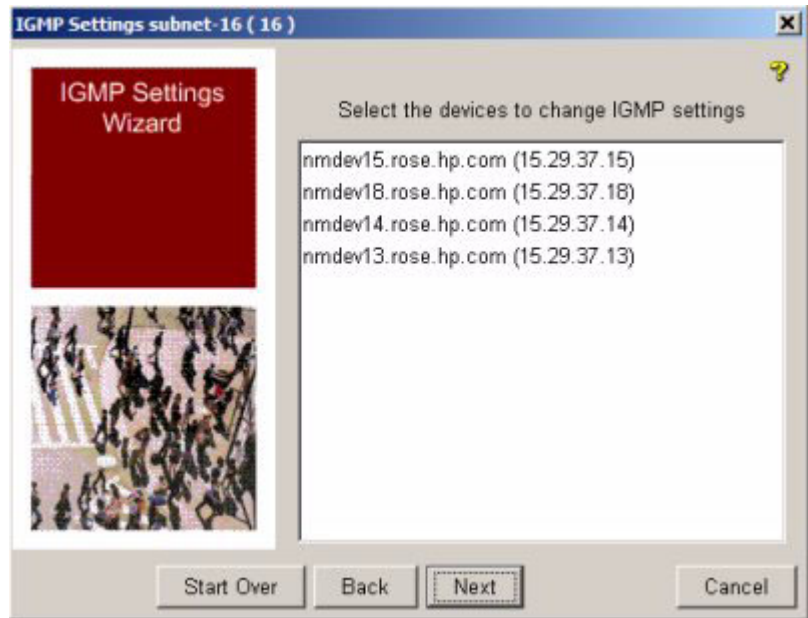 IGMP Settings subnet-16 ( 16 )
IGMP Settings
Wizard
Select the devices to change IGMP settings
nmdev15.rose.hp.com (15.29.37.15)
nmdev18.rose.hp.com (15.29.37.18)
nmdev14.rose.hp.com (15.29.37.14)
nmdev13.rose.hp.com (15.29.37.13)
Start Over
Back
Next
Cancel